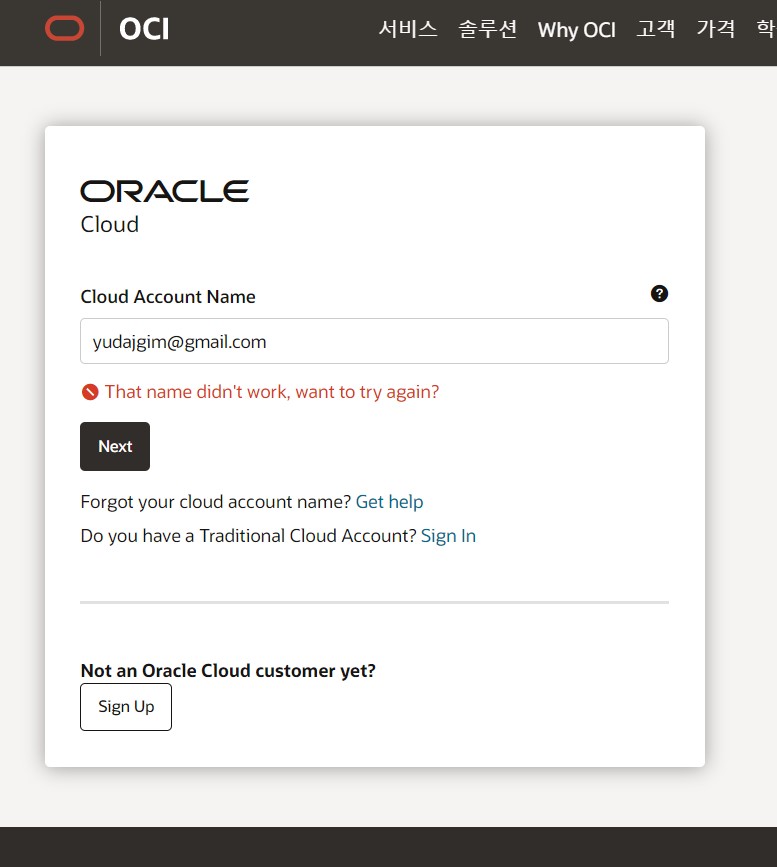 OCI 서비스 솔루션 Why OCI 고객 가격
ORACLE
Cloud
Cloud Account Name ?
yudajgim@gmail.com
That name didn't work, want to try again?
Next
Forgot your cloud account name? Get help
Do you have a Traditional Cloud Account? Sign In
Not an Oracle Cloud customer yet?
Sign Up